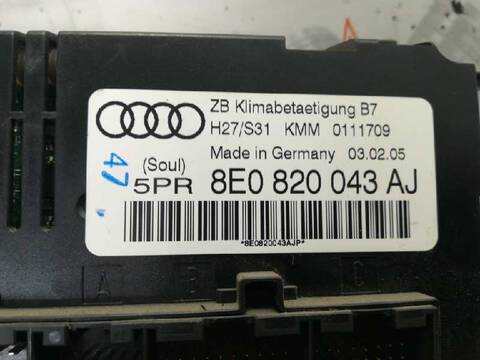 ZB Klimabetaetigung B7
H27/S31 KMM 0111709
Made in Germany 03.02.05
47
(Soul)
5PR 8E0 820 043 AJ
*8E0820043AJP*
A B C